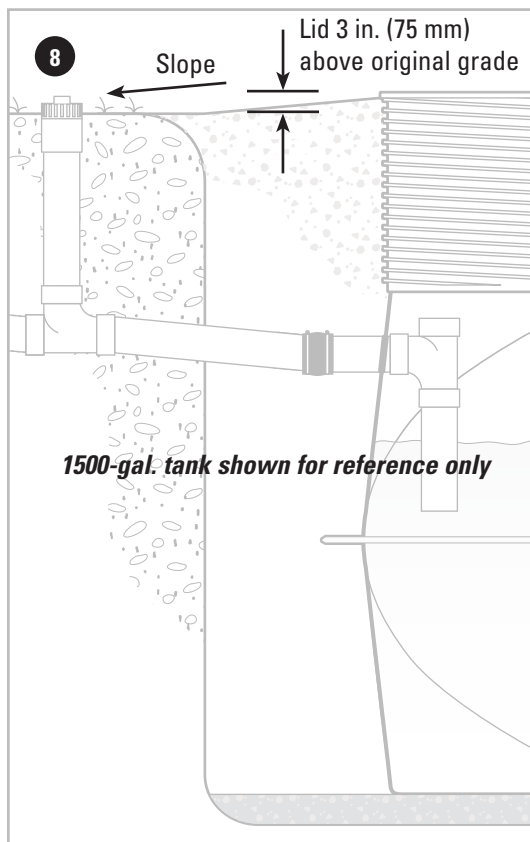 8
Slope
Lid 3 in. (75 mm)
above original grade
1500-gal. tank shown for reference only